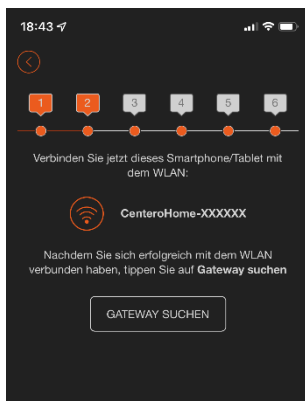 18:43
1 2 3 4 5 6
Verbinden Sie jetzt dieses Smartphone/Tablet mit
dem WLAN:
CenteroHome-XXXXXX
Nachdem Sie sich erfolgreich mit dem WLAN
verbunden haben, tippen Sie auf Gateway suchen
GATEWAY SUCHEN